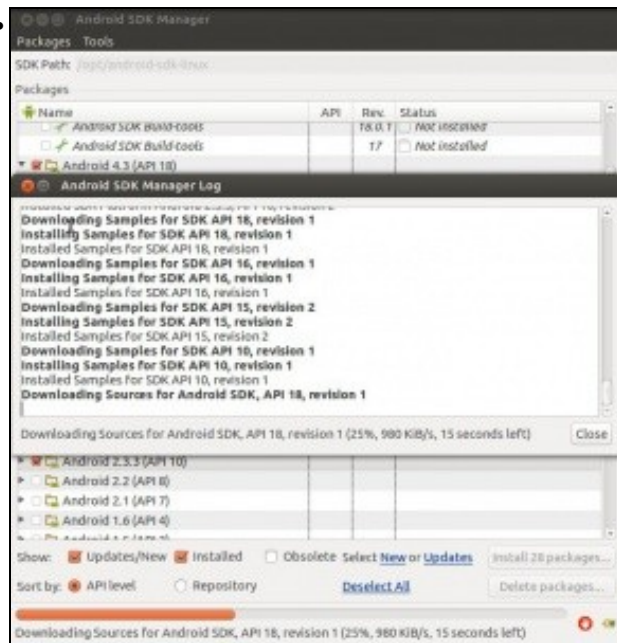 Android SDK Manager
Packages Tools
SDK Path: /opt/android-sdk-linux
Packages
Name API Rev. Status
Android SDK Build-tools 18.0.1 Not installed
Android SDK Build-tools 17 Not installed
Android 4.3 (API 18)
Android SDK Manager Log
Downloading Samples for SDK API 18, revision 1
Installing Samples for SDK API 18, revision 1
Installed Samples for SDK API 18, revision 1
Downloading Samples for SDK API 16, revision 1
Installing Samples for SDK API 16, revision 1
Installed Samples for SDK API 16, revision 1
Downloading Samples for SDK API 15, revision 2
Installing Samples for SDK API 15, revision 2
Installed Samples for SDK API 15, revision 2
Downloading Samples for SDK API 10, revision 1
Installing Samples for SDK API 10, revision 1
Installed Samples for SDK API 10, revision 1
Downloading Sources for Android SDK, API 18, revision 1
Downloading Sources for Android SDK, API 18, revision 1 (25%, 980 KiB/s, 15 seconds left) Close
Android 2.3.3 (API 10)
Android 2.2 (API 8)
Android 2.1 (API 7)
Android 1.6 (API 4)
Show: Updates/New Installed Obsolete Select New or Updates Install 28 packages...
Sort by: API level Repository Deselect All Delete packages...
Downloading Sources for Android SDK, API 18, revision 1 (25%, 980 KiB/s, 15 seconds left)